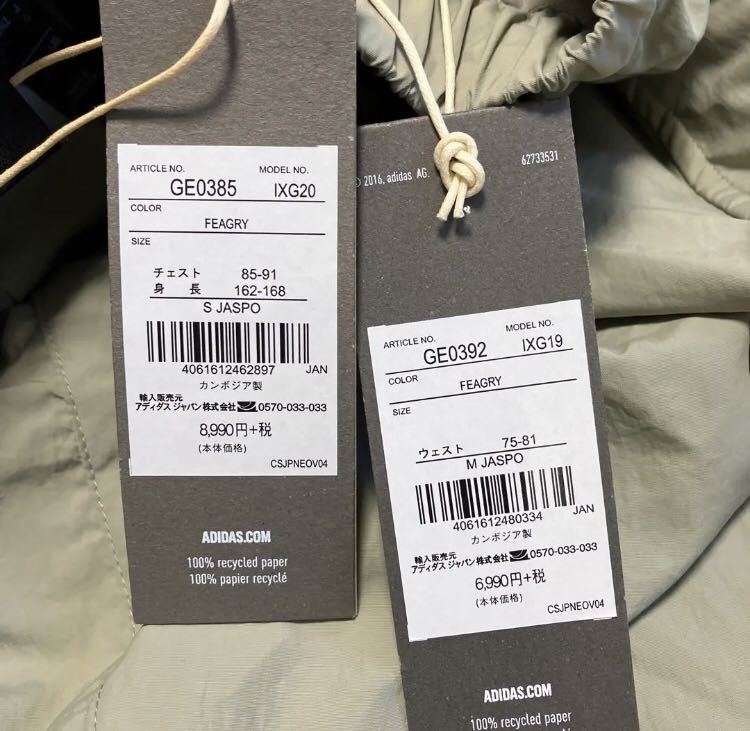 ARTICLE NO. MODEL NO.
GE0385 IXG20
COLOR
FEAGRY
SIZE
チェスト 85-91
身長 162-168
S JASPO
4061612462897 JAN
カンボジア製
輸入販売元
アディダス ジャパン株式会社 0570-033-033
8,990円+税
(本体価格)
CSJPNEOV04
ADIDAS.COM
100% recycled paper
100% papier recyclé
© 2016, adidas AG. 62733531
ARTICLE NO. MODEL NO.
GE0392 IXG19
COLOR
FEAGRY
SIZE
ウェスト 75-81
M JASPO
4061612480334 JAN
カンボジア製
輸入販売元
アディダス ジャパン株式会社 0570-033-033
6,990円+税
(本体価格)
CSJPNEOV04
ADIDAS.COM
100% recycled paper